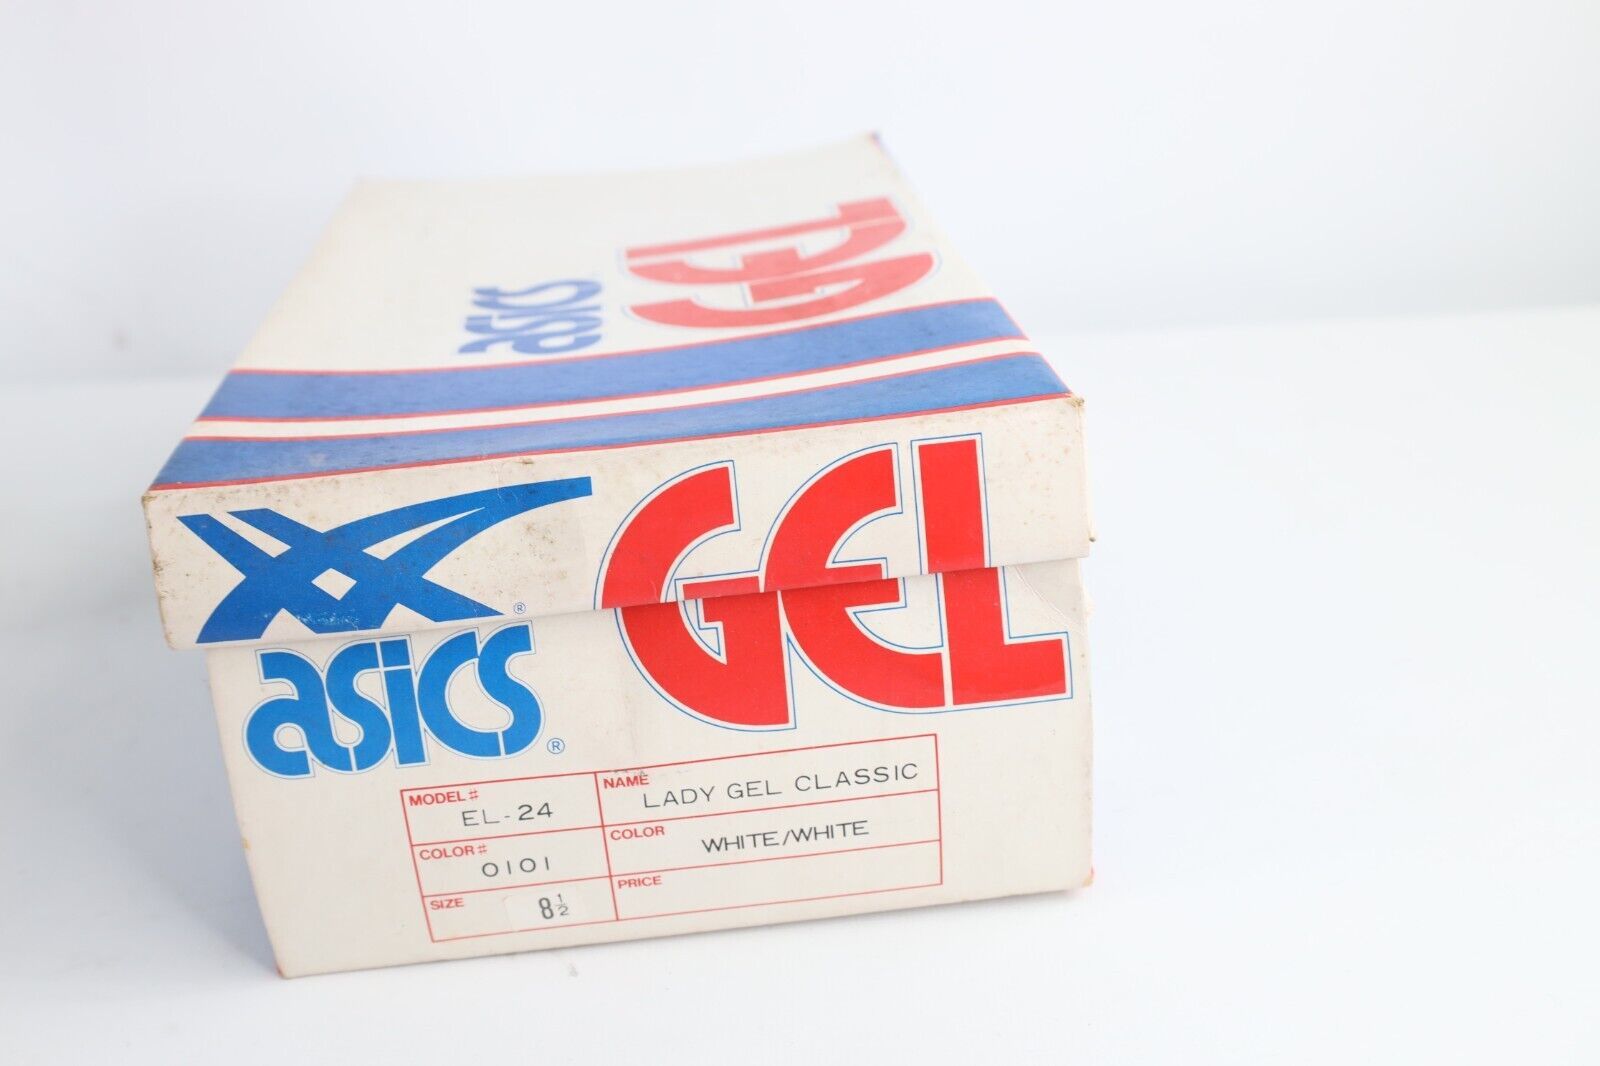 GEL
asics
GEL
®
asics®
MODEL# EL-24
NAME LADY GEL CLASSIC
COLOR# 0101
COLOR WHITE/WHITE
SIZE 8½
PRICE